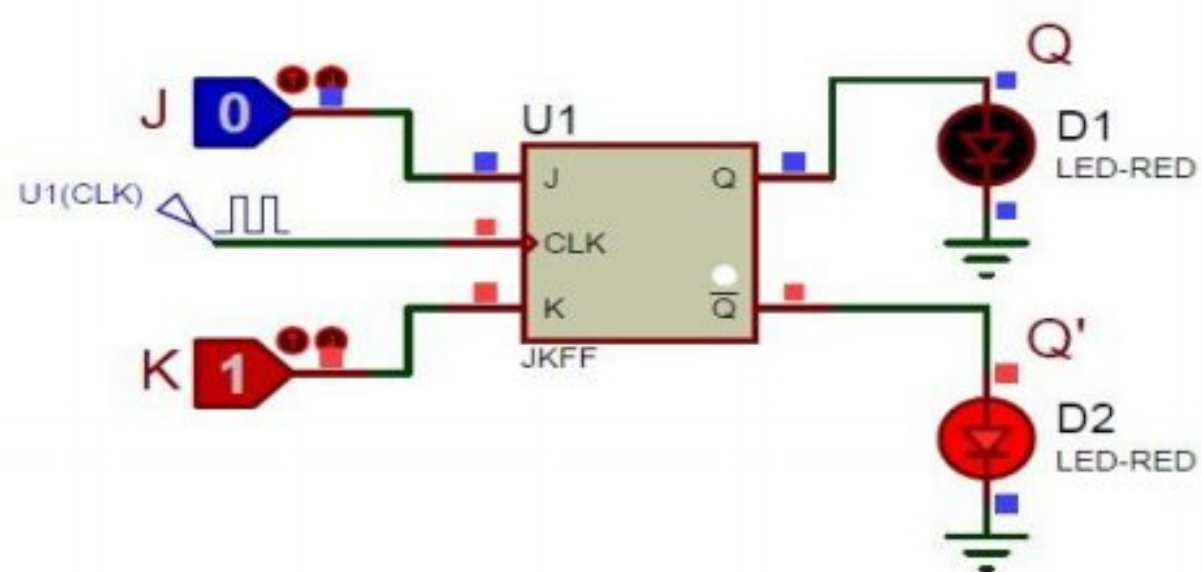 Q
J 0
U1
D1
LED-RED
U1(CLK)
J Q
CLK
K Q
JKFF
K 1
Q'
D2
LED-RED